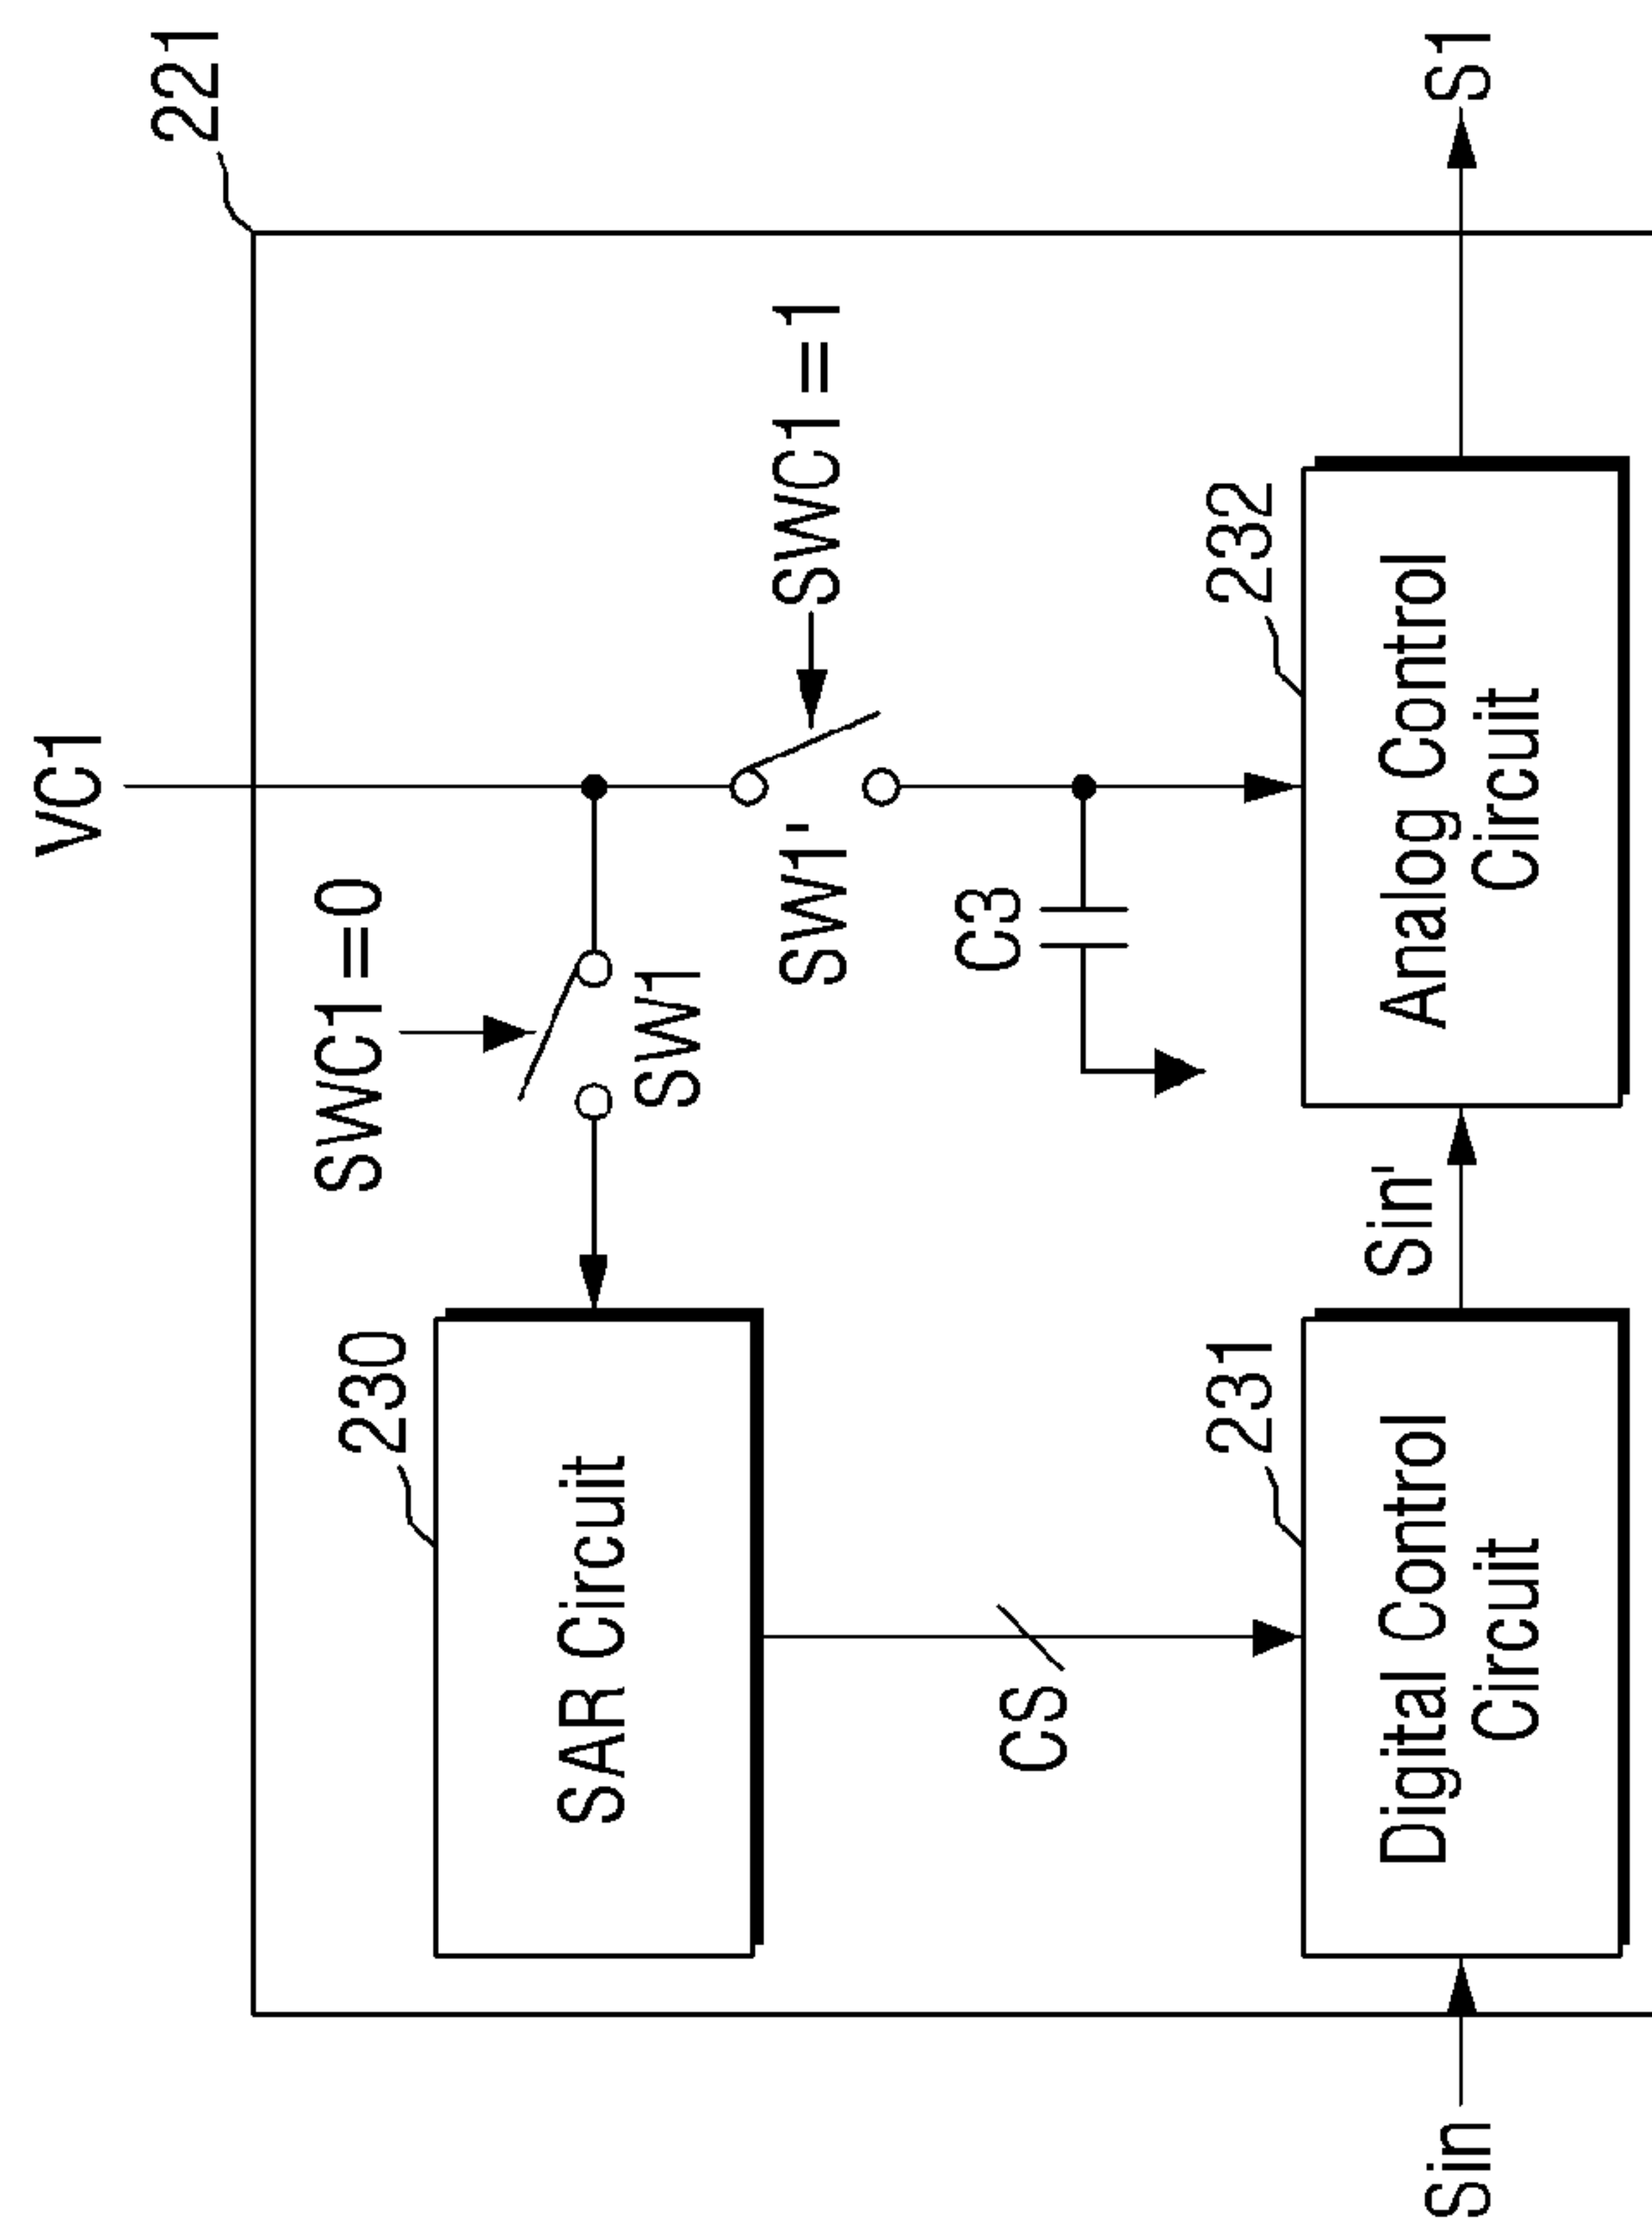 VC1
221
SWC1=0
SW1
SWC1=1
SW1'
230
SAR Circuit
C3
CS
231
Digital Control
Circuit
Sin'
232
Analog Control
Circuit
Sin
S1